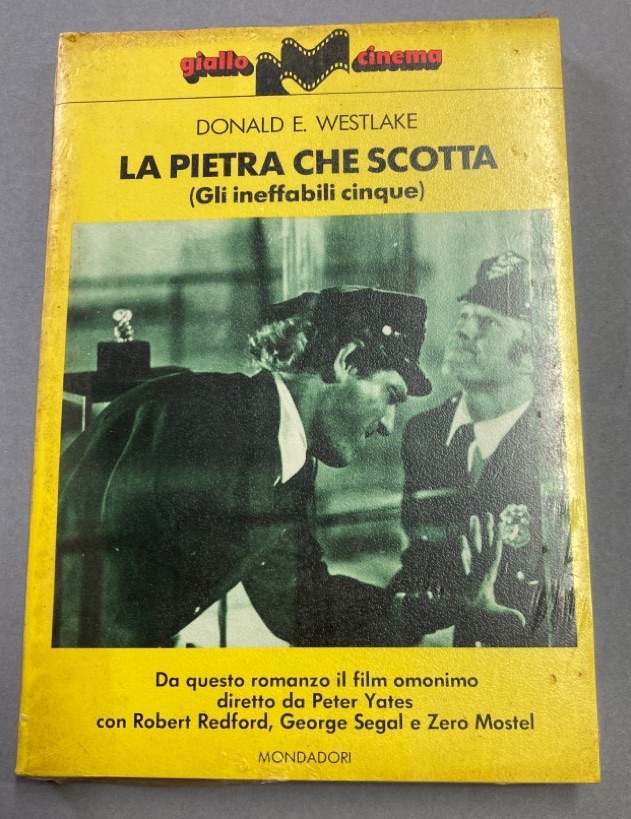 giallo cinema
DONALD E. WESTLAKE
LA PIETRA CHE SCOTTA
(Gli ineffabili cinque)
Da questo romanzo il film omonimo
diretto da Peter Yates
con Robert Redford, George Segal e Zero Mostel
MONDADORI